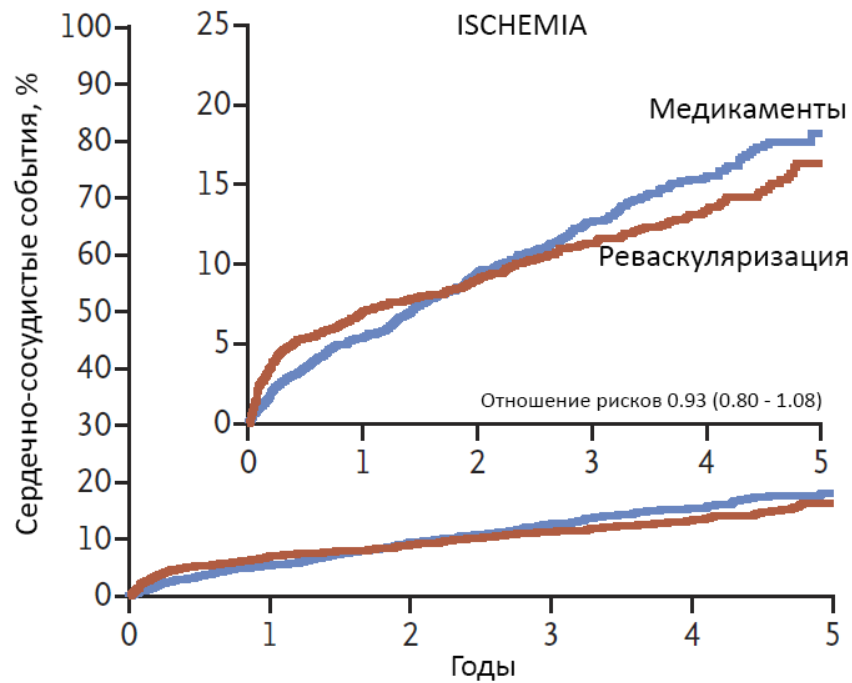 ISCHEMIA
Сердечно-сосудистые события, %
100
90
80
70
60
50
40
30
20
10
0
25
20
15
10
5
0
Медикаменты
Реваскуляризация
Отношение рисков 0.93 (0.80 - 1.08)
0 1 2 3 4 5
0 1 2 3 4 5
Годы